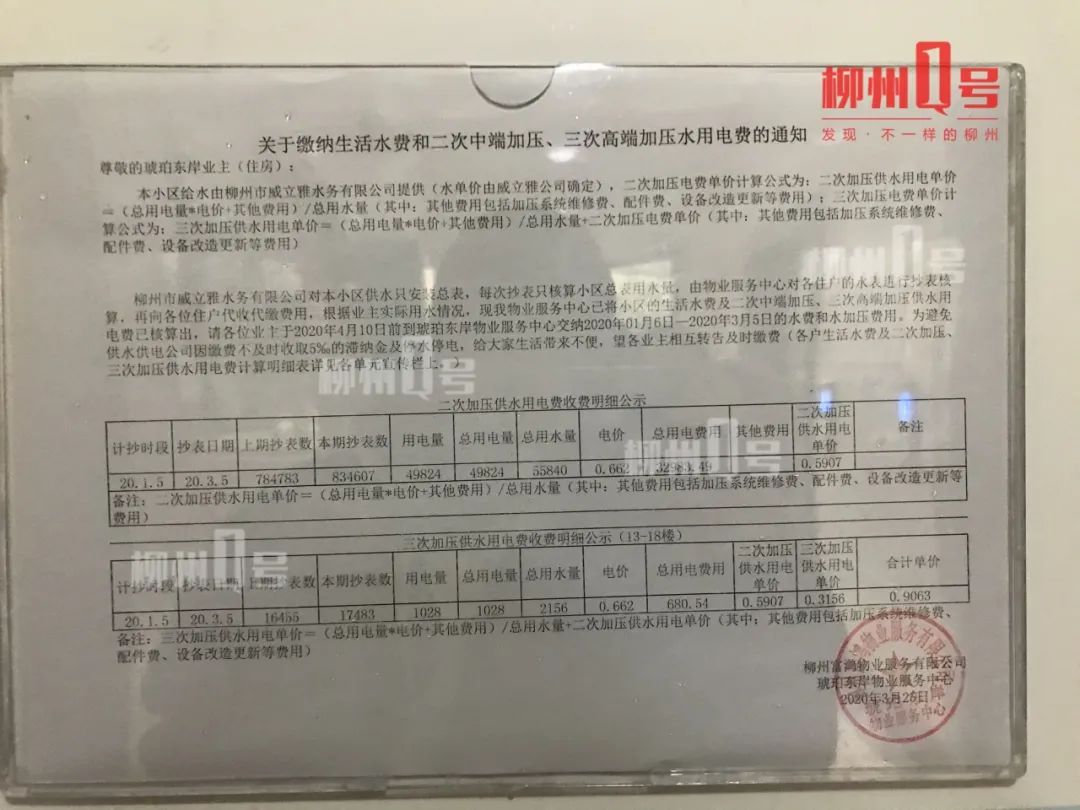 柳州Q号
发现·不一样的柳州
关于缴纳生活水费和二次中端加压、三次高端加压水用电费的通知
尊敬的琥珀东岸业主（住房）：
本小区给水由柳州市威立雅水务有限公司提供（水单价由威立雅公司确定），二次加压电费单价计算公式为：二次加压供水用电单价
＝（总用电量*电价+其他费用）/总用水量（其中：其他费用包括加压系统维修费、配件费、设备改造更新等费用）；三次加压电费单价计
算公式为：三次加压供水用电单价＝（总用电量*电价+其他费用）/总用水量+二次加压电费单价（其中：其他费用包括加压系统维修费、
配件费、设备改造更新等费用）
柳州Q号
柳州市威立雅水务有限公司对本小区供水只安装总表，每次抄表只核算小区总表用水量，由物业服务中心对各住户的水表进行抄表核
算，再向各位住户代收代缴费用，根据业主实际用水情况，现我物业服务中心已将小区的生活水费及二次中端加压、三次高端加压供水用
电费已核算出，请各位业主于2020年4月10日前到琥珀东岸物业服务中心交纳2020年01月6日—2020年3月5日的水费和水加压费用。为避免
供水供电公司因缴费不及时收取5‰的滞纳金及停水停电，给大家生活带来不便，望各业主相互转告及时缴费（各户生活水费及二次加压、
三次加压供水用电费计算明细表详见各单元宣传栏上。）
柳州Q号
二次加压供水用电费收费明细公示
计抄时段 抄表日期 上期抄表数 本期抄表数 用电量 总用电量 总用水量 电价 总用电费用 其他费用 二次加压供水用电单价 备注
20.1.5 20.3.5 784783 834607 49824 49824 55840 0.662 32983.49 0.5907
柳州Q号
备注：二次加压供水用电单价＝（总用电量*电价+其他费用）/总用水量（其中：其他费用包括加压系统维修费、配件费、设备改造更新等
费用）
柳州Q号
三次加压供水用电费收费明细公示（13-18楼）
计抄时段 抄表日期 上期抄表数 本期抄表数 用电量 总用电量 总用水量 电价 总用电费用 二次加压供水用电单价 三次加压供水用电单价 合计单价
20.1.5 20.3.5 16455 17483 1028 1028 2156 0.662 680.54 0.5907 0.3156 0.9063
备注：三次加压供水用电单价＝（总用电量*电价+其他费用）/总用水量+二次加压供水用电单价（其中：其他费用包括加压系统维修费、
配件费、设备改造更新等费用）
柳州富鸿物业服务有限公司
琥珀东岸物业服务中心
2020年3月25日
物业服务中心